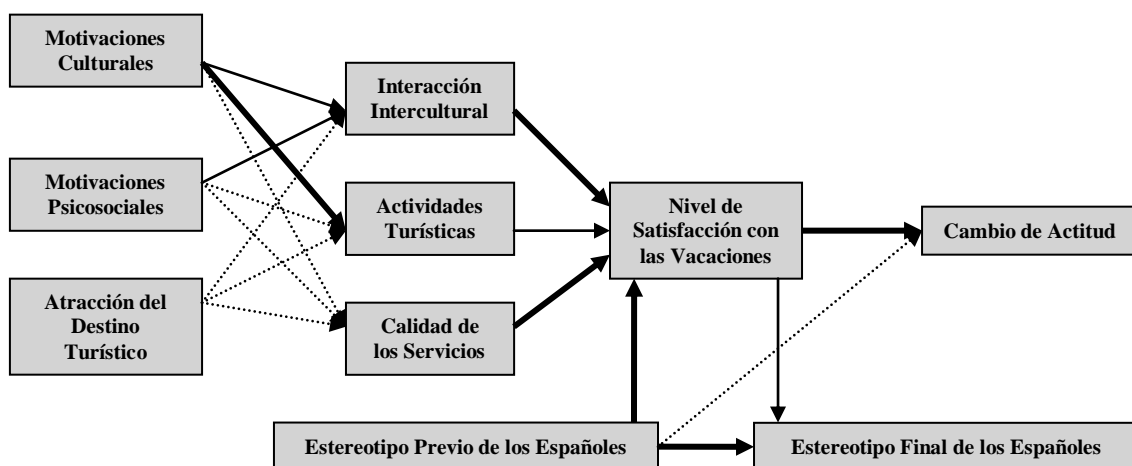 Motivaciones
Culturales
Motivaciones
Psicosociales
Atracción del
Destino
Turístico
Interacción
Intercultural
Actividades
Turísticas
Calidad de
los Servicios
Nivel de
Satisfacción con
las Vacaciones
Cambio de Actitud
Estereotipo Previo de los Españoles
Estereotipo Final de los Españoles